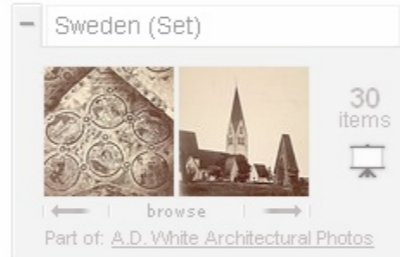 Sweden (Set)
30
items
browse
Part of: A.D. White Architectural Photos